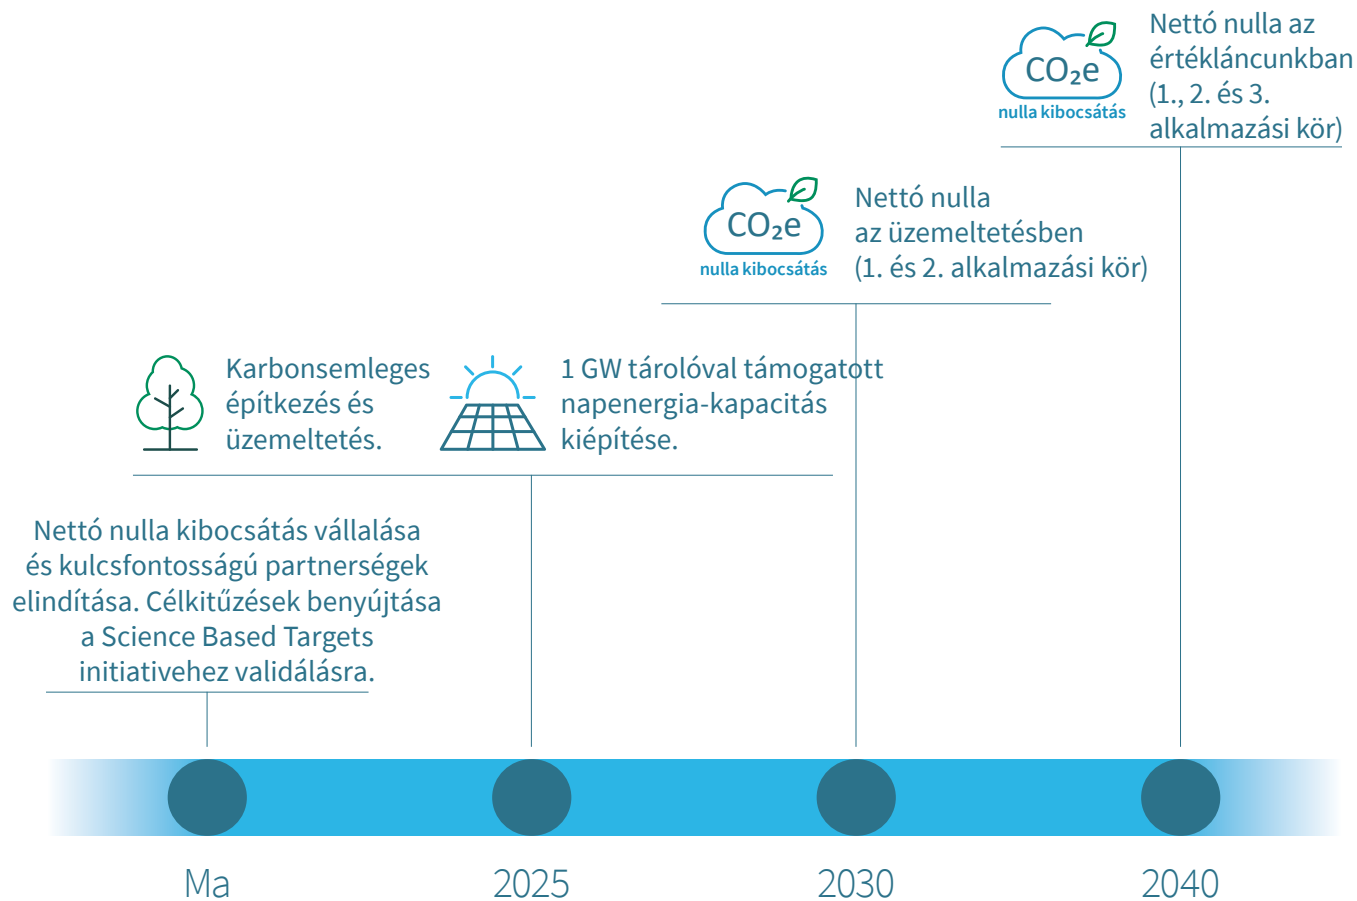 CO₂e
nulla kibocsátás
Nettó nulla az
értékláncunkban
(1., 2. és 3.
alkalmazási kör)
CO₂e
nulla kibocsátás
Nettó nulla
az üzemeltetésben
(1. és 2. alkalmazási kör)
Karbonsemleges
építkezés és
üzemeltetés.
1 GW tárolóval támogatott
napenergia-kapacitás
kiépítése.
Nettó nulla kibocsátás vállalása
és kulcsfontosságú partnerségek
elindítása. Célkitűzések benyújtása
a Science Based Targets
initiativehez validálásra.
Ma
2025
2030
2040